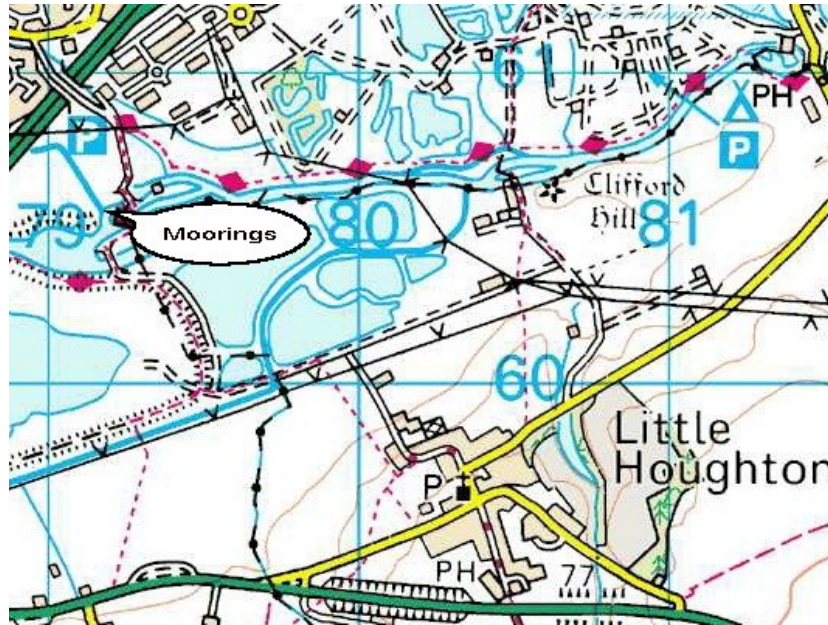 61
PH
P
P
79
Moorings
80
Clifford
Hill
81
60
Little
Houghton
P
PH
77